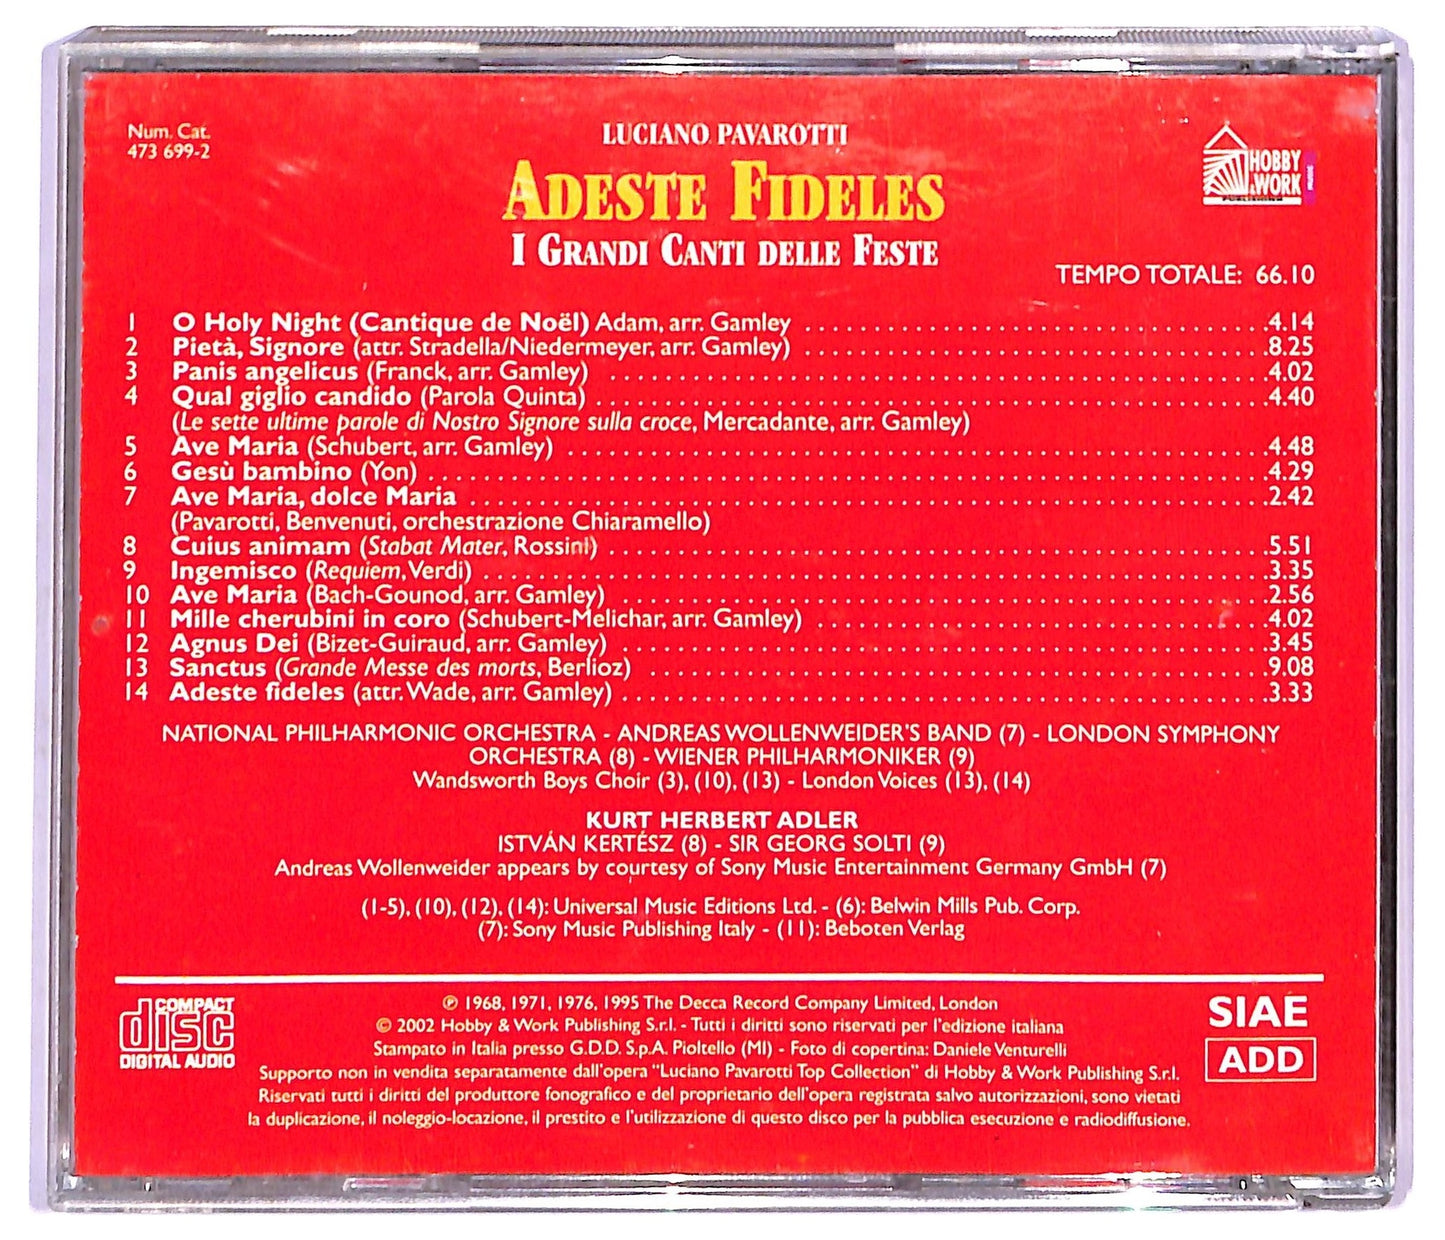 Num. Cat.
473 699-2
LUCIANO PAVAROTTI
ADESTE FIDELES
I GRANDI CANTI DELLE FESTE
HOBBY
& WORK
PUBLISHING
MUSIC
TEMPO TOTALE: 66.10
1 O Holy Night (Cantique de Noël) Adam, arr. Gamley 4.14
2 Pietà, Signore (attr. Stradella/Niedermeyer, arr. Gamley) 8.25
3 Panis angelicus (Franck, arr. Gamley) 4.02
4 Qual giglio candido (Parola Quinta) 4.40
(Le sette ultime parole di Nostro Signore sulla croce, Mercadante, arr. Gamley)
5 Ave Maria (Schubert, arr. Gamley) 4.48
6 Gesù bambino (Yon) 4.29
7 Ave Maria, dolce Maria 2.42
(Pavarotti, Benvenuti, orchestrazione Chiaramello)
8 Cuius animam (Stabat Mater, Rossini) 5.51
9 Ingemisco (Requiem, Verdi) 3.35
10 Ave Maria (Bach-Gounod, arr. Gamley) 2.56
11 Mille cherubini in coro (Schubert-Melichar, arr. Gamley) 4.02
12 Agnus Dei (Bizet-Guiraud, arr. Gamley) 3.45
13 Sanctus (Grande Messe des morts, Berlioz) 9.08
14 Adeste fideles (attr. Wade, arr. Gamley) 3.33
NATIONAL PHILHARMONIC ORCHESTRA - ANDREAS WOLLENWEIDER'S BAND (7) - LONDON SYMPHONY
ORCHESTRA (8) - WIENER PHILHARMONIKER (9)
Wandsworth Boys Choir (3), (10), (13) - London Voices (13), (14)
KURT HERBERT ADLER
ISTVÁN KERTÉSZ (8) - SIR GEORG SOLTI (9)
Andreas Wollenweider appears by courtesy of Sony Music Entertainment Germany GmbH (7)
(1-5), (10), (12), (14): Universal Music Editions Ltd. - (6): Belwin Mills Pub. Corp.
(7): Sony Music Publishing Italy - (11): Beboten Verlag
COMPACT
disc
DIGITAL AUDIO
℗ 1968, 1971, 1976, 1995 The Decca Record Company Limited, London
© 2002 Hobby & Work Publishing S.r.l. - Tutti i diritti sono riservati per l'edizione italiana
Stampato in Italia presso G.D.D. S.p.A. Pioltello (MI) - Foto di copertina: Daniele Venturelli
Supporto non in vendita separatamente dall'opera "Luciano Pavarotti Top Collection" di Hobby & Work Publishing S.r.l.
Riservati tutti i diritti del produttore fonografico e del proprietario dell'opera registrata salvo autorizzazioni, sono vietati
la duplicazione, il noleggio-locazione, il prestito e l'utilizzazione di questo disco per la pubblica esecuzione e radiodiffusione.
SIAE
ADD